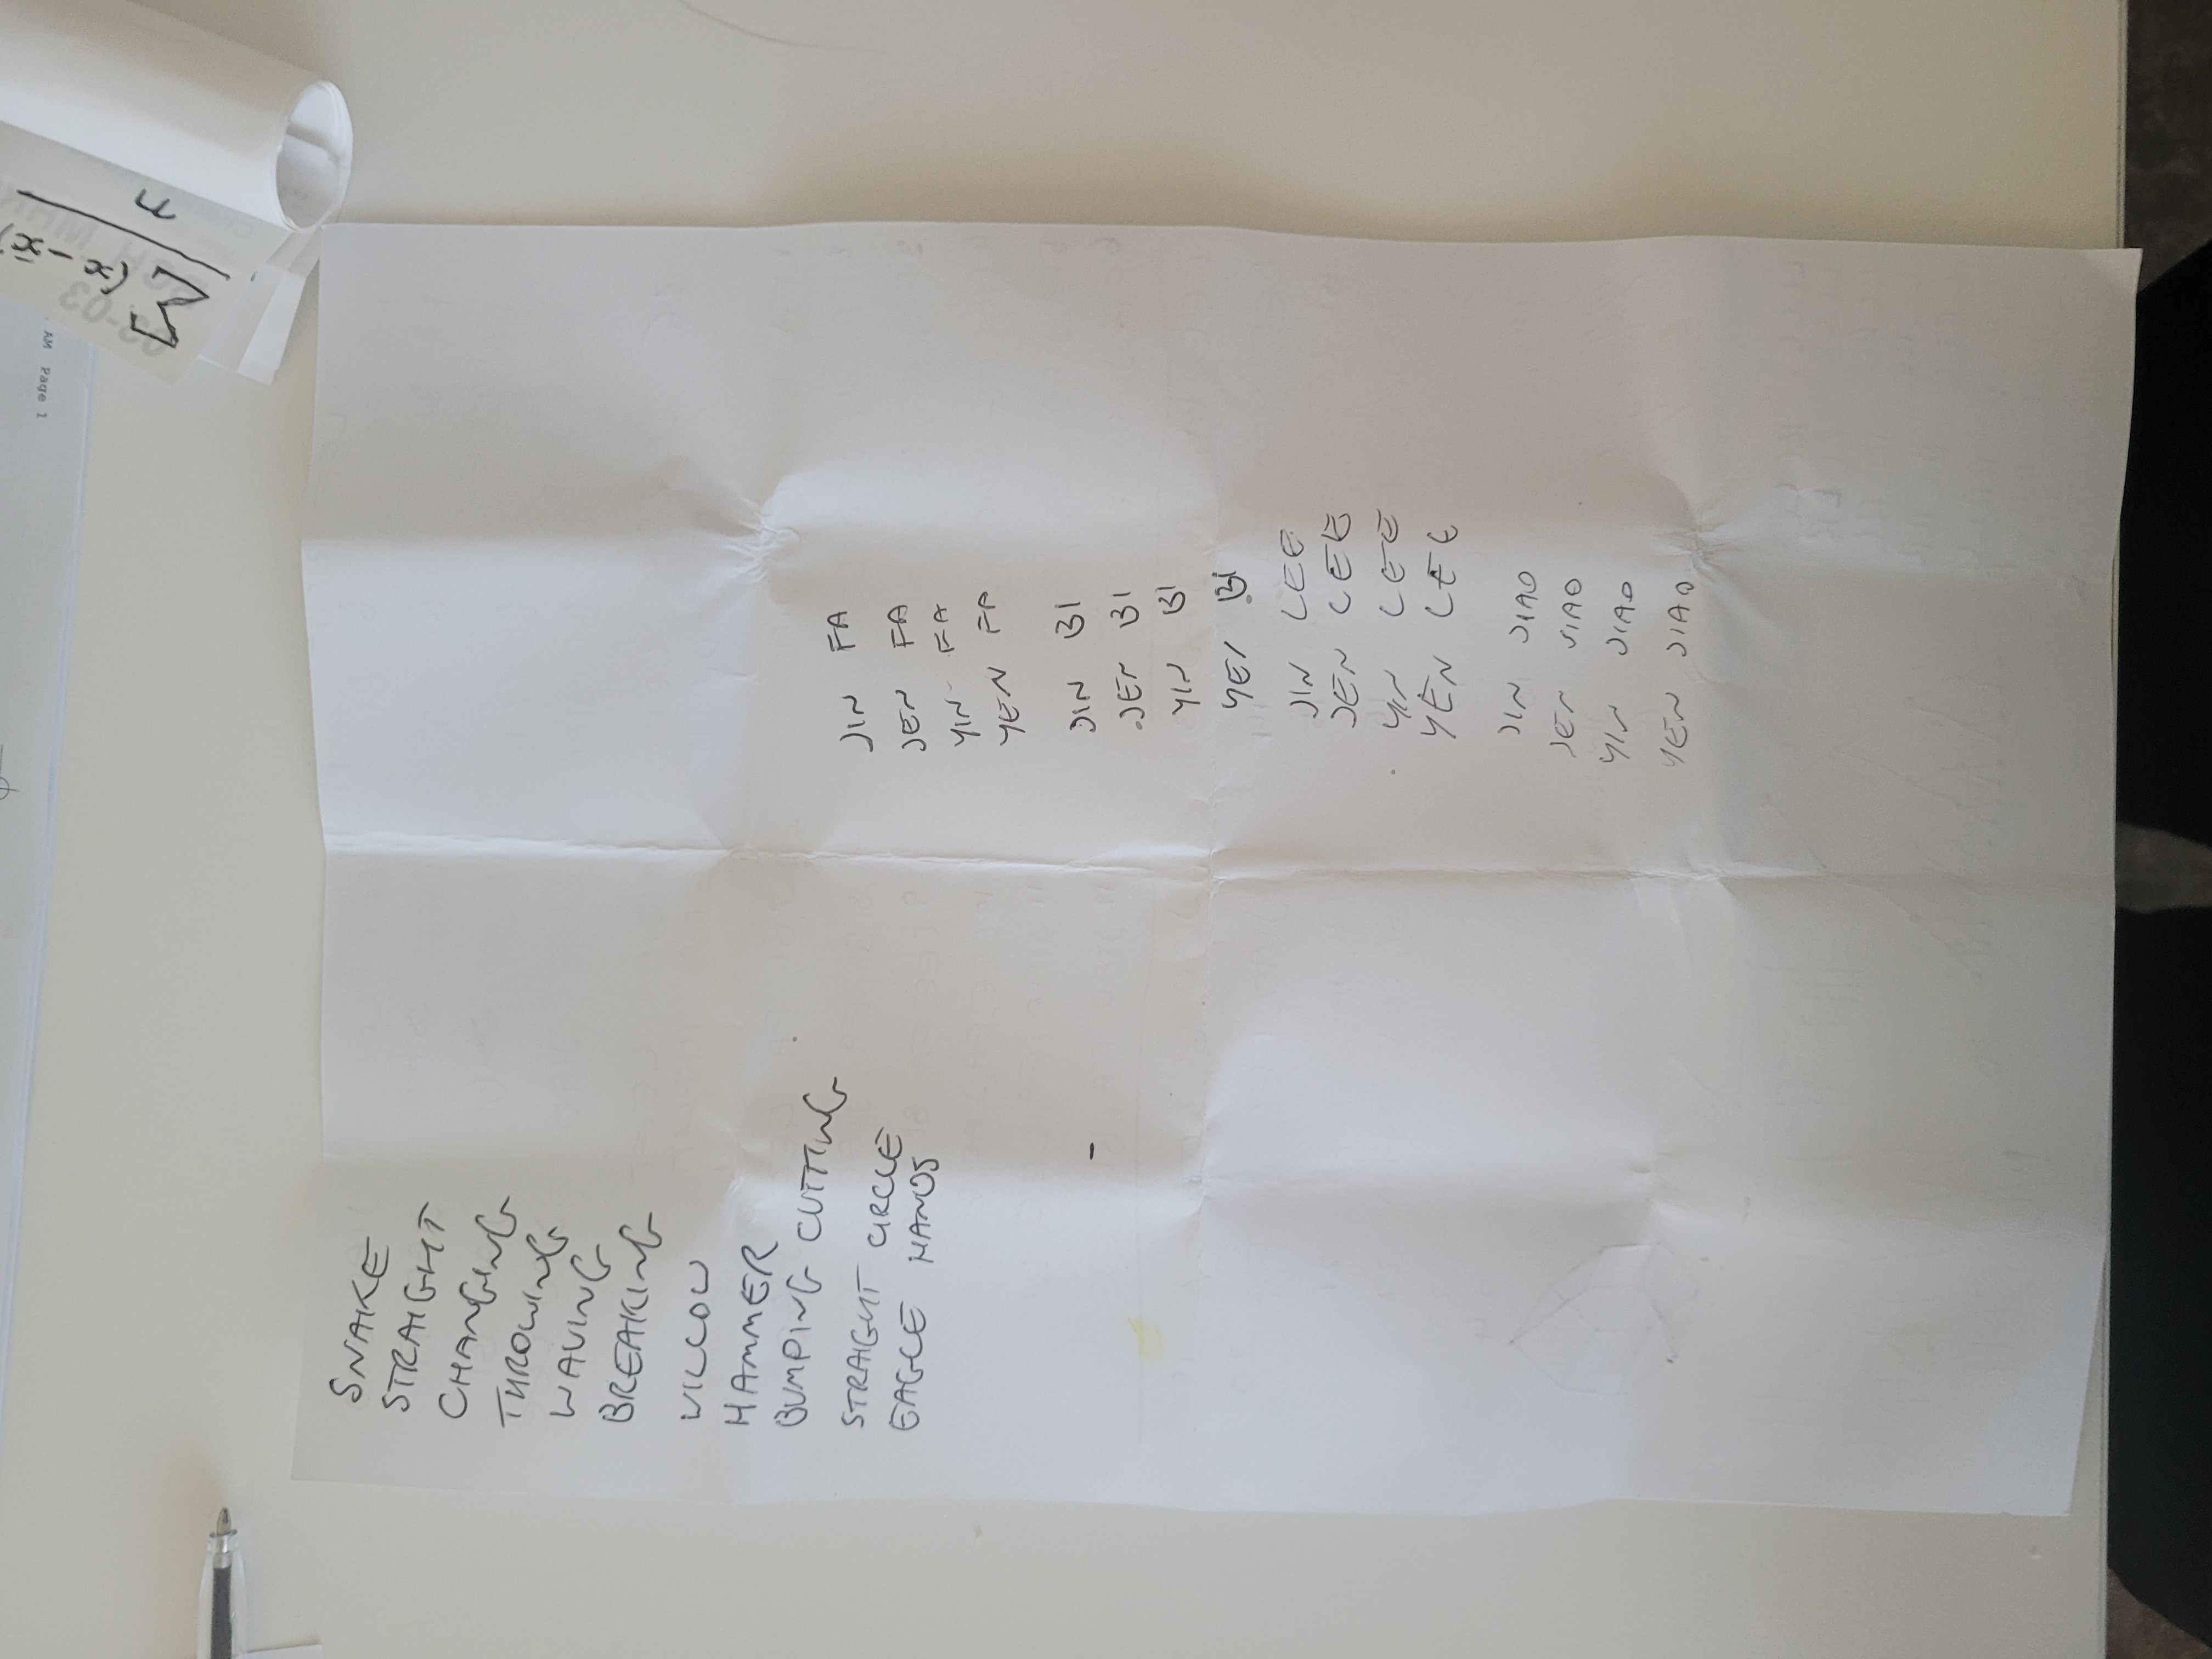 AM Page 1
Σ(x-x̄)
n
SNAKE
STRAIGHT
CHANGING
THROWING
WAVING
BREAKING
WILLOW
HAMMER
BUMPING CUTTING
STRAIGHT CIRCLE
EAGLE HANDS
JIN FA
JEN FA
YIN FA
YEN FA
JIN BI
JEN BI
YIN BI
YEN BI
JIN LEE
JEN LEE
YIN LEE
YEN LEE
JIN JIAO
JEN JIAO
YIN JIAO
YEN JIAO